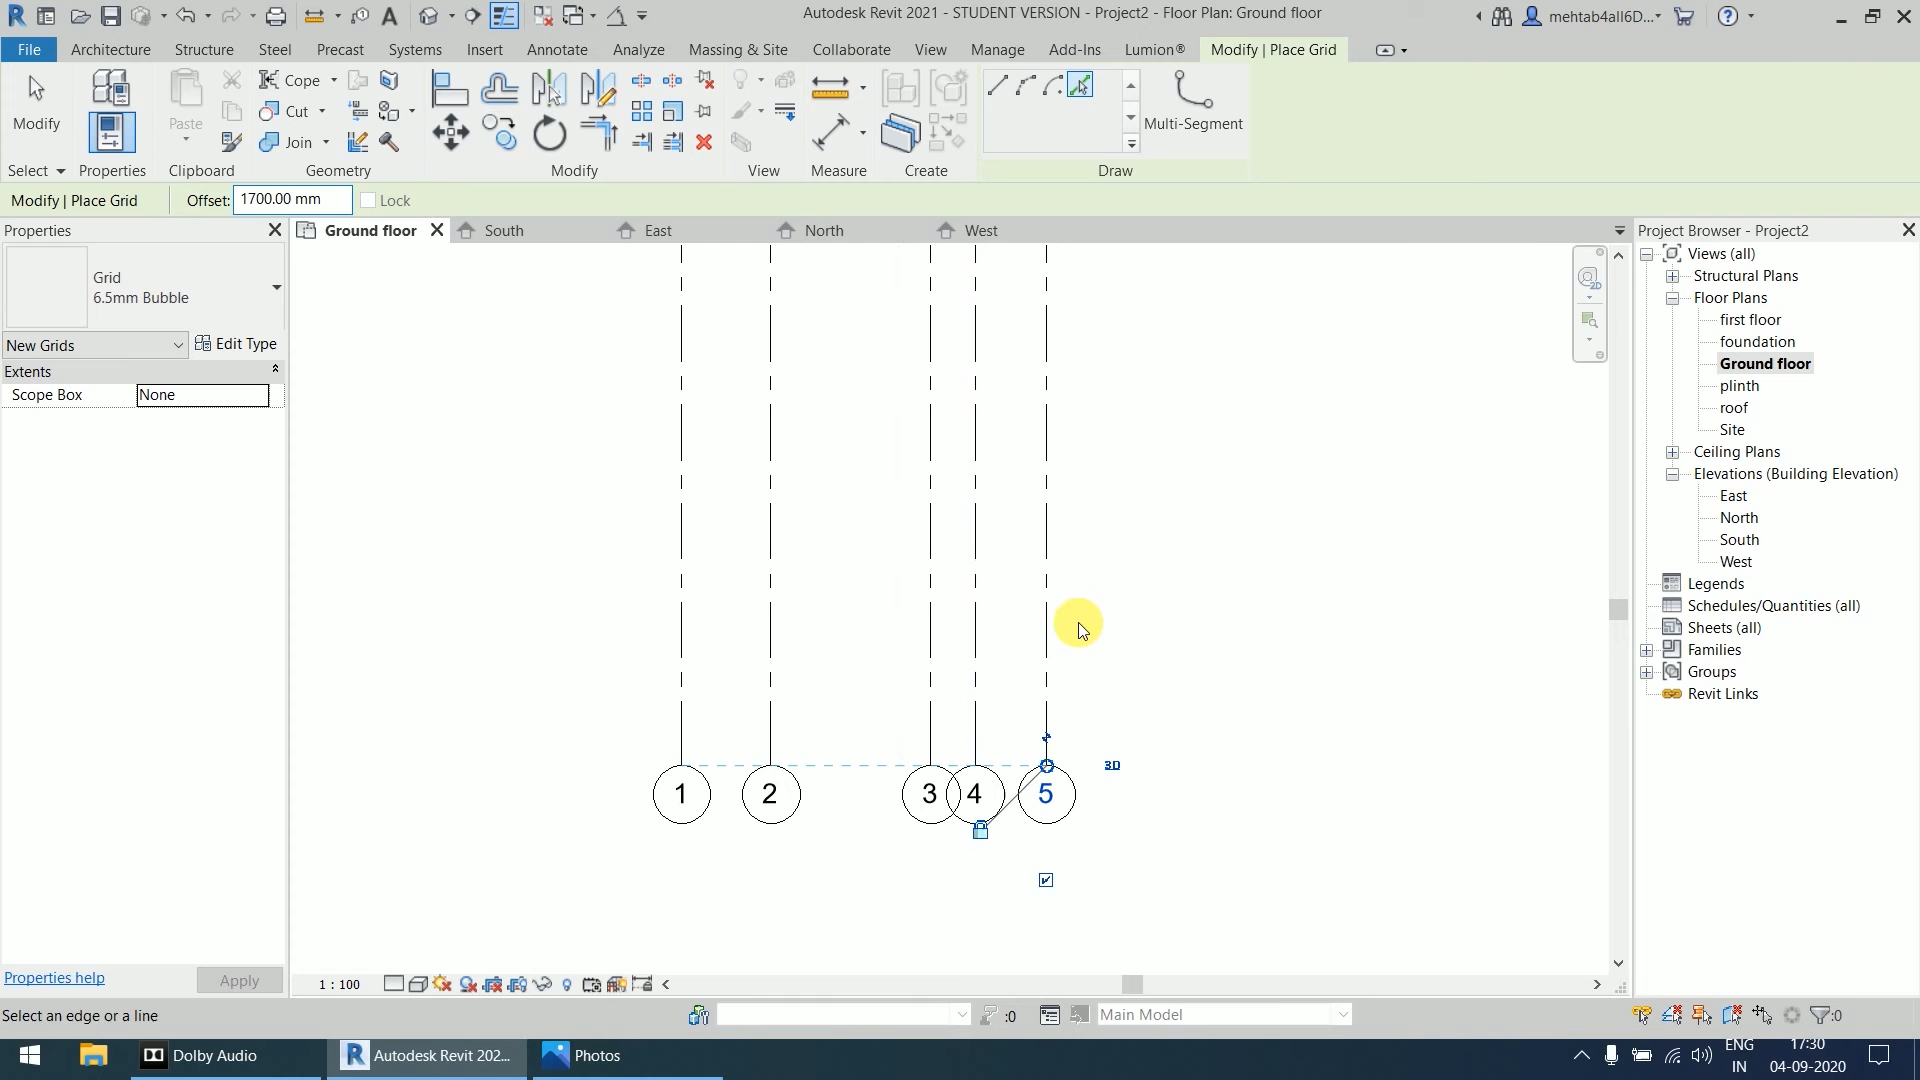 Autodesk Revit 2021 - STUDENT VERSION - Project2 - Floor Plan: Ground floor
mehtab4all6D...
File Architecture Structure Steel Precast Systems Insert Annotate Analyze Massing & Site Collaborate View Manage Add-Ins Lumion® Modify | Place Grid
Modify
Paste
Cope
Cut
Join
Multi-Segment
Select Properties Clipboard Geometry Modify View Measure Create Draw
Modify | Place Grid Offset: 1700.00 mm Lock
Properties
Grid
6.5mm Bubble
New Grids Edit Type
Extents
Scope Box None
Properties help Apply
Ground floor South East North West
3D
1 2 3 4 5
1 : 100
Project Browser - Project2
Views (all)
Structural Plans
Floor Plans
first floor
foundation
Ground floor
plinth
roof
Site
Ceiling Plans
Elevations (Building Elevation)
East
North
South
West
Legends
Schedules/Quantities (all)
Sheets (all)
Families
Groups
Revit Links
Select an edge or a line :0 Main Model :0
Dolby Audio Autodesk Revit 202... Photos
ENG
IN
17:30
04-09-2020